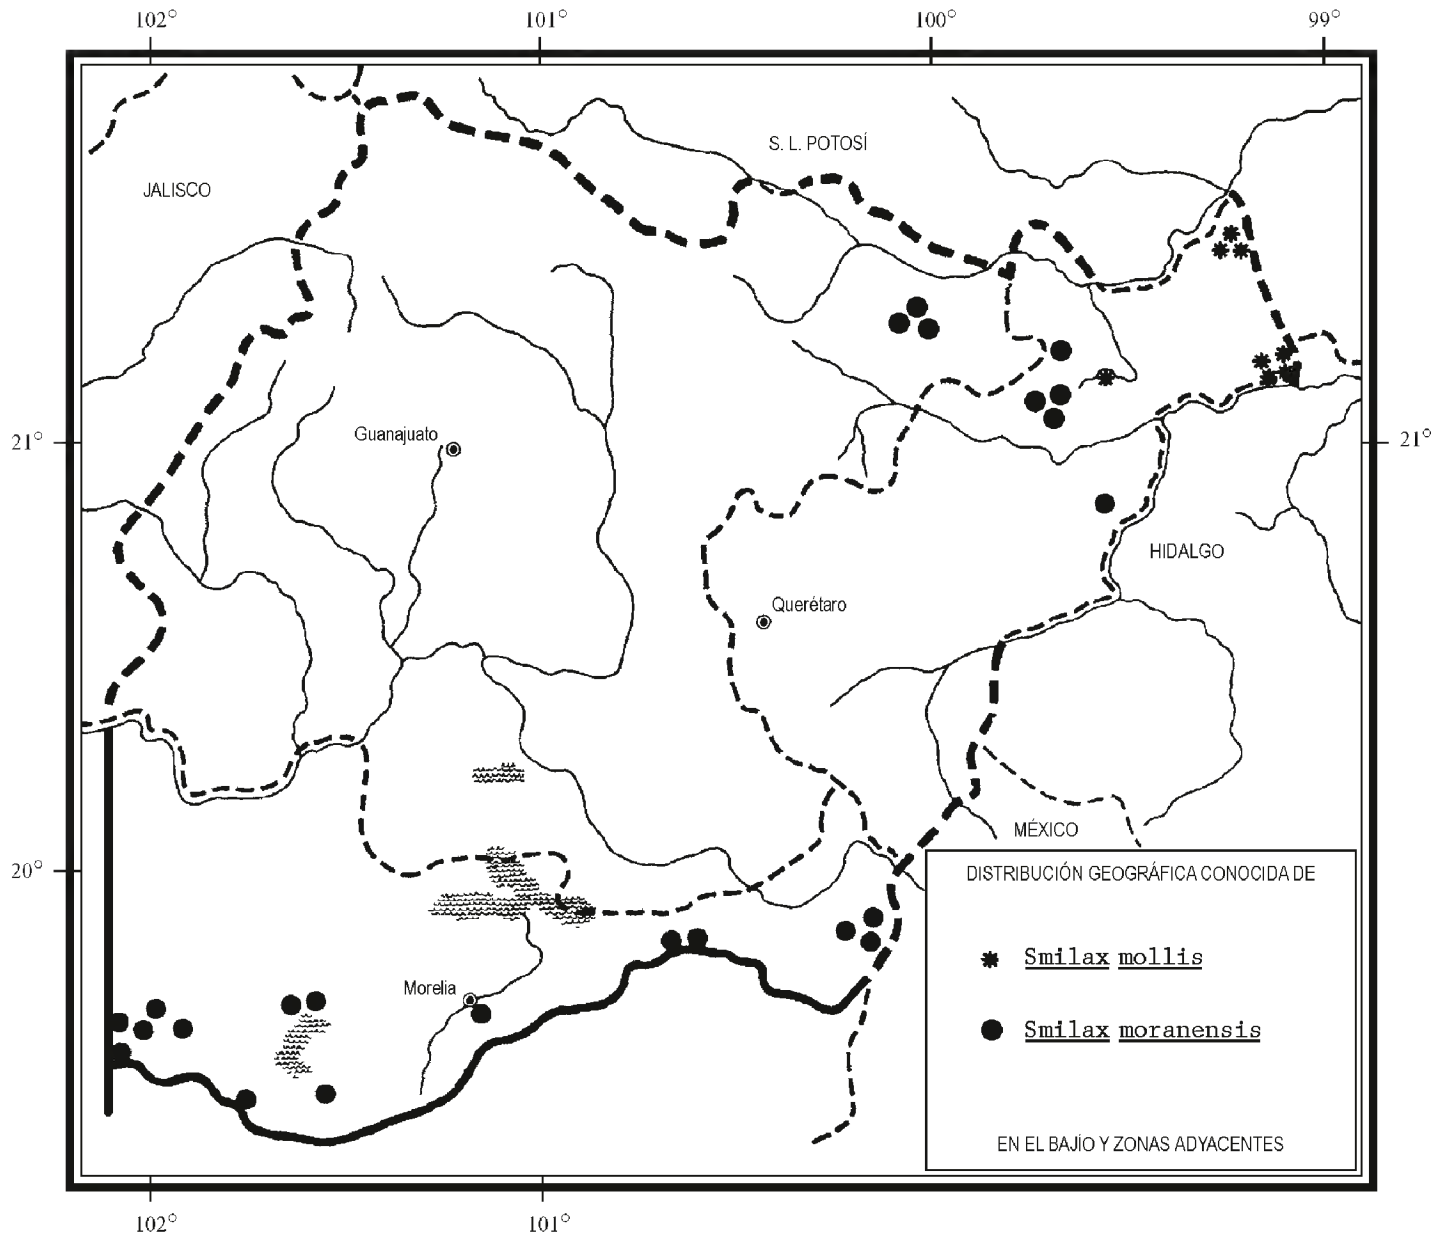 102° 101° 100° 99°
S. L. POTOSÍ
JALISCO
Guanajuato
21° 21°
HIDALGO
Querétaro
MÉXICO
20°
DISTRIBUCIÓN GEOGRÁFICA CONOCIDA DE
Smilax mollis
Morelia
Smilax moranensis
EN EL BAJÍO Y ZONAS ADYACENTES
102° 101°